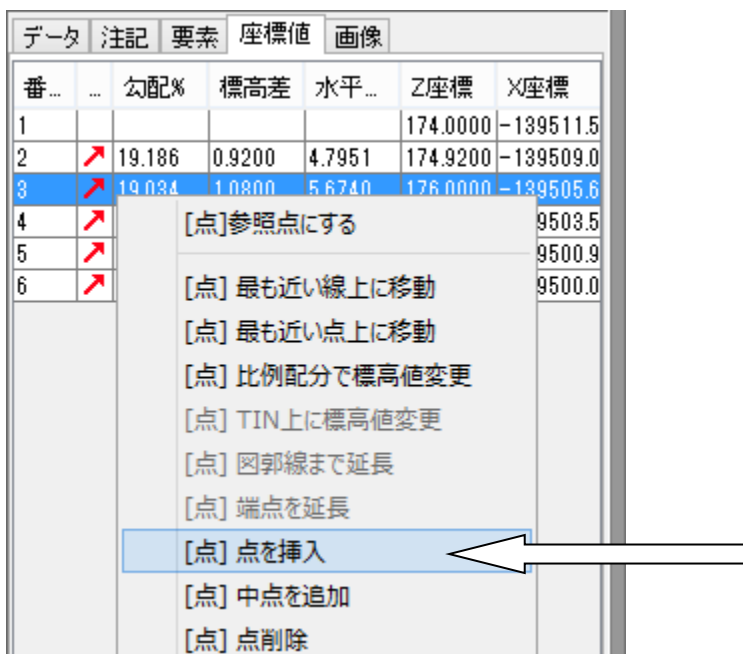 データ 注記 要素 座標値 画像
番... ... 勾配% 標高差 水平... Z座標 X座標
1 174.0000 -139511.5
2 19.186 0.9200 4.7951 174.9200 -139509.0
3 19.034 1.0800 5.6740 176.0000 -139505.6
4 9503.5
5 9500.9
6 9500.0
[点]参照点にする
[点] 最も近い線上に移動
[点] 最も近い点上に移動
[点] 比例配分で標高値変更
[点] TIN上に標高値変更
[点] 図郭線まで延長
[点] 端点を延長
[点] 点を挿入
[点] 中点を追加
[点] 点削除